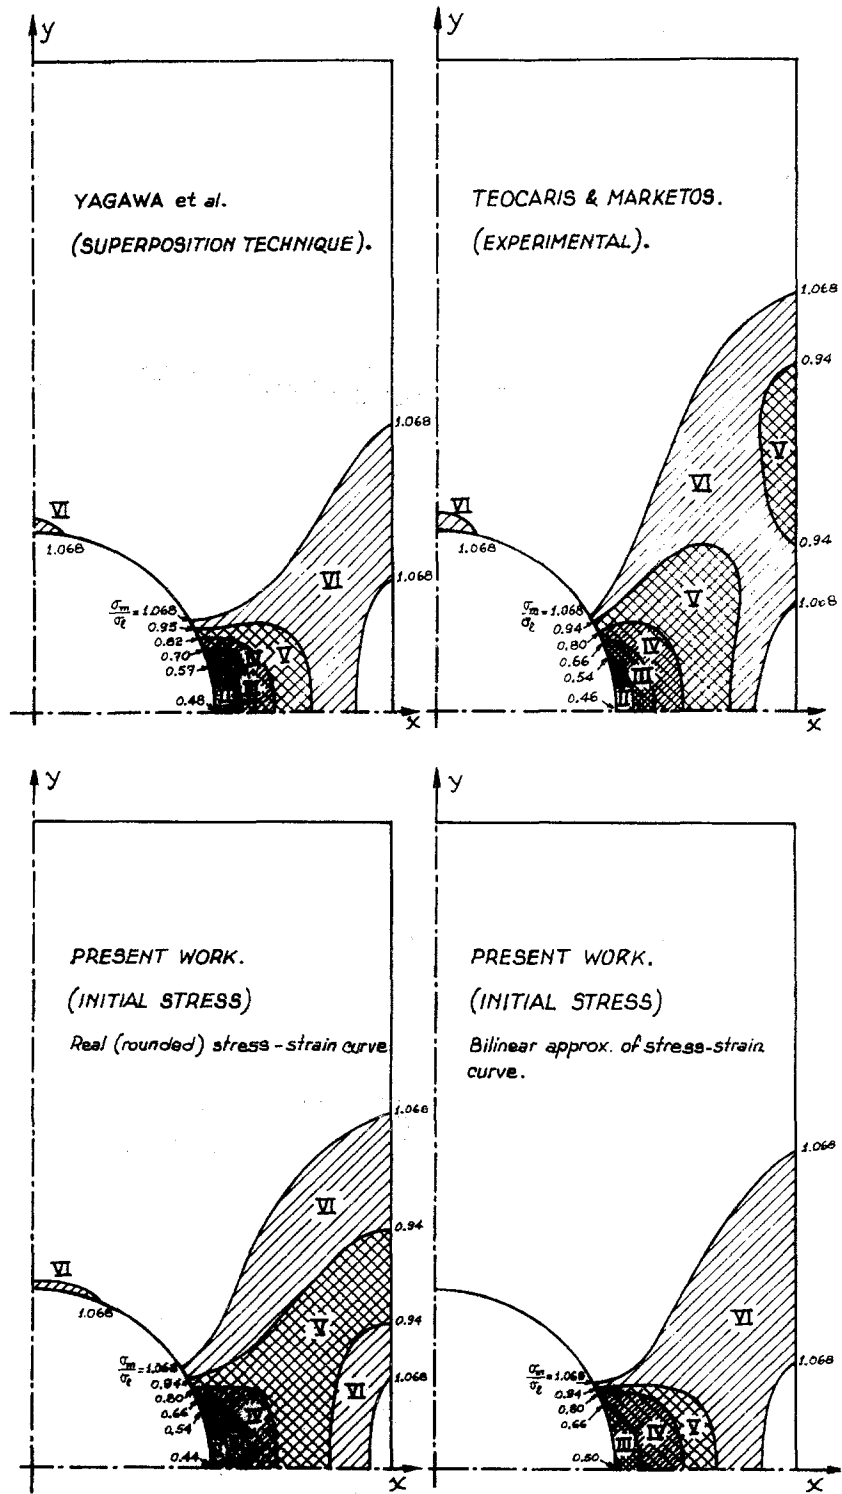 y
YAGAWA et al.
(SUPERPOSITION TECHNIQUE).
1.068
VI
1.068
VI
1.068
σm/σℓ = 1.068
0.95
0.82
0.70
0.57
0.48
IV
V
III
II
x
y
TEOCARIS & MARKETOS.
(EXPERIMENTAL).
1.068
0.94
V
VI
VI
1.068
0.94
1.068
V
σm/σℓ = 1.068
0.94
0.80
0.66
0.54
0.46
IV
III
II
x
y
PRESENT WORK.
(INITIAL STRESS)
Real (rounded) stress-strain curve
1.068
VI
0.94
VI
1.068
V
0.94
σm/σℓ = 1.068
0.94
0.80
0.66
0.54
0.44
VI
1.068
IV
x
y
PRESENT WORK.
(INITIAL STRESS)
Bilinear approx. of stress-strain
curve.
1.068
VI
1.068
σm/σℓ = 1.068
0.94
0.80
0.66
0.50
III
IV
V
x